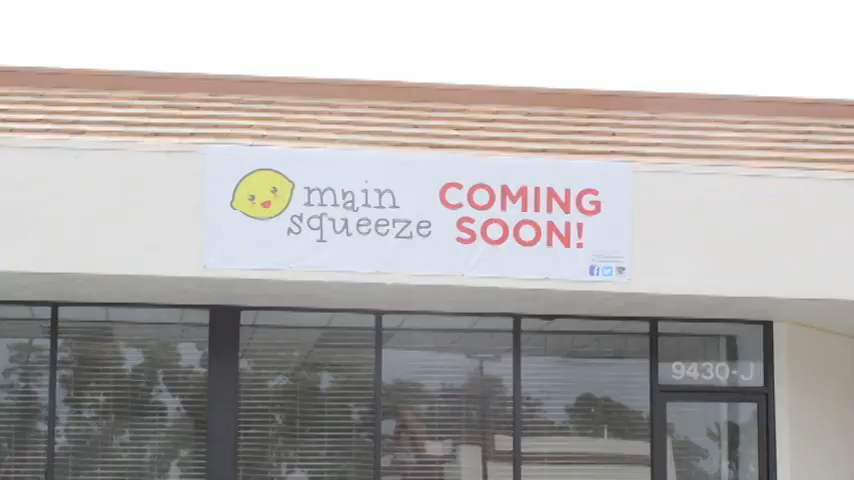 main
squeeze
COMING
SOON!
9430-J